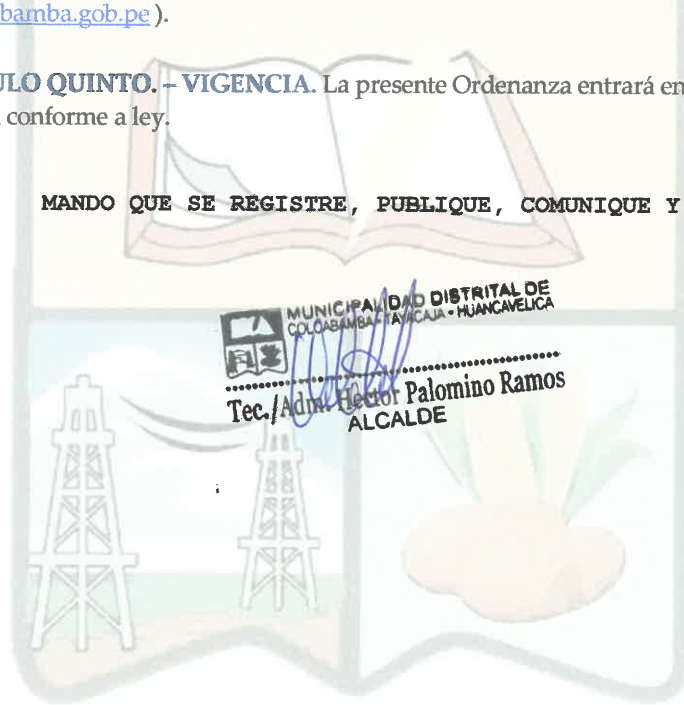 bamba.gob.pe).
ULO QUINTO. – VIGENCIA. La presente Ordenanza entrará en
conforme a ley.
MANDO QUE SE REGISTRE, PUBLIQUE, COMUNIQUE Y
MUNICIPALIDAD DISTRITAL DE
COLCABAMBA - TAYACAJA - HUANCAVELICA
Tec./Adm. Hector Palomino Ramos
ALCALDE